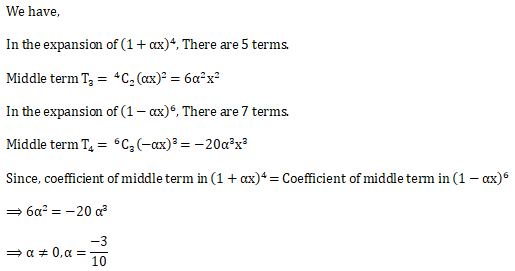 We have,
In the expansion of (1 + αx)⁴, There are 5 terms.
Middle term T₃ = ⁴C₂(αx)² = 6α²x²
In the expansion of (1 − αx)⁶, There are 7 terms.
Middle term T₄ = ⁶C₃(−αx)³ = −20α³x³
Since, coefficient of middle term in (1 + αx)⁴ = Coefficient of middle term in (1 − αx)⁶
⟹ 6α² = −20 α³
⟹ α ≠ 0, α = −3/10